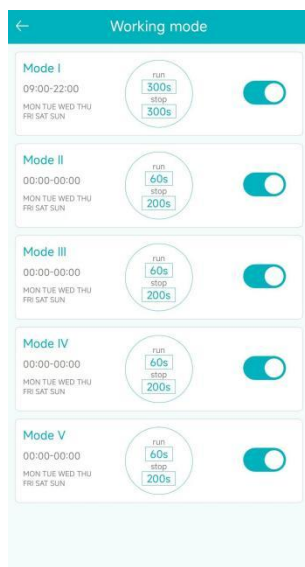 Working mode
Mode I
09:00-22:00
MON TUE WED THU
FRI SAT SUN
run
300s
stop
300s
Mode II
00:00-00:00
MON TUE WED THU
FRI SAT SUN
run
60s
stop
200s
Mode III
00:00-00:00
MON TUE WED THU
FRI SAT SUN
run
60s
stop
200s
Mode IV
00:00-00:00
MON TUE WED THU
FRI SAT SUN
run
60s
stop
200s
Mode V
00:00-00:00
MON TUE WED THU
FRI SAT SUN
run
60s
stop
200s